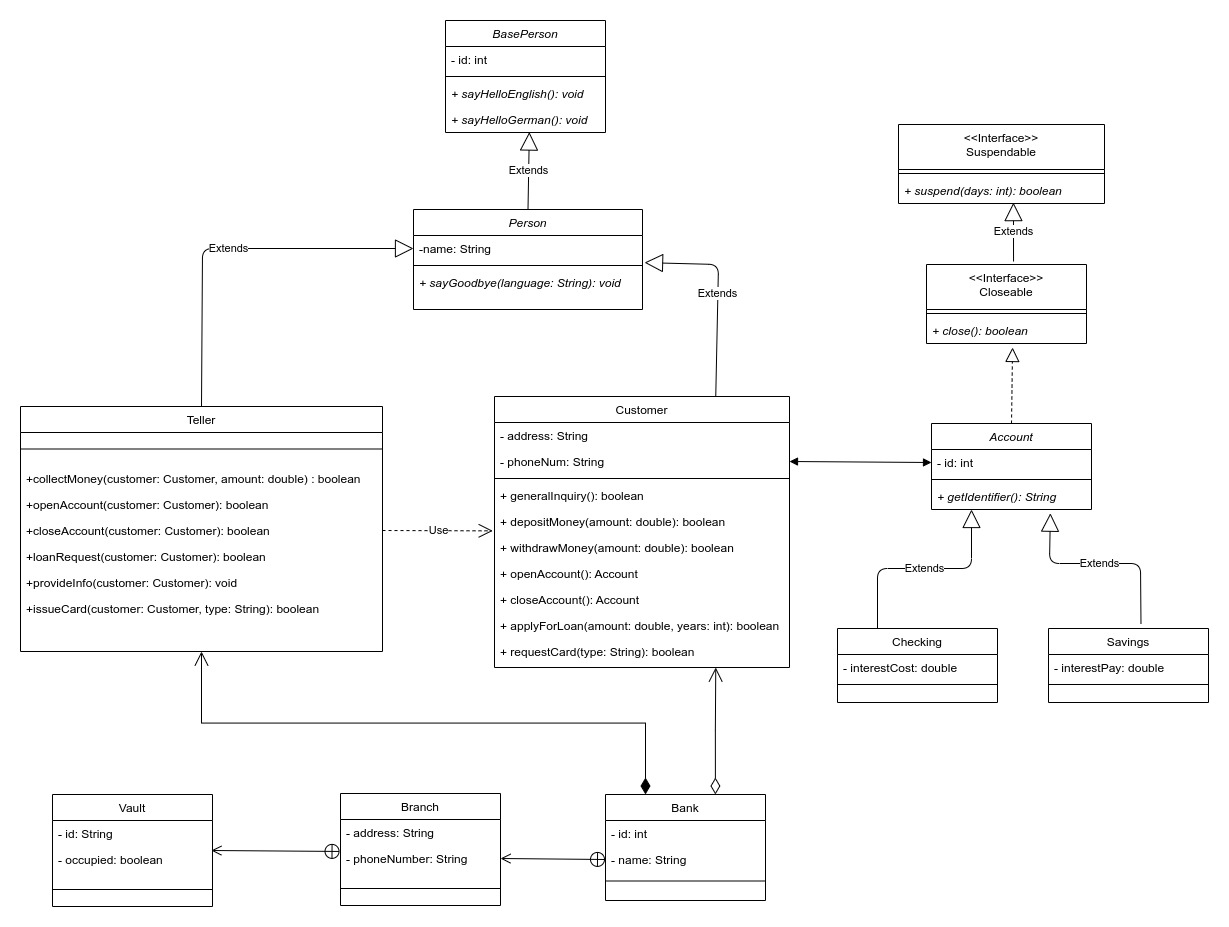 BasePerson
- id: int
+ sayHelloEnglish(): void
+ sayHelloGerman(): void
Extends
<<Interface>>
Suspendable
+ suspend(days: int): boolean
Extends
Person
-name: String
+ sayGoodbye(language: String): void
Extends
Extends
<<Interface>>
Closeable
+ close(): boolean
Teller
+collectMoney(customer: Customer, amount: double) : boolean
+openAccount(customer: Customer): boolean
+closeAccount(customer: Customer): boolean
+loanRequest(customer: Customer): boolean
+provideInfo(customer: Customer): void
+issueCard(customer: Customer, type: String): boolean
Use
Customer
- address: String
- phoneNum: String
+ generalInquiry(): boolean
+ depositMoney(amount: double): boolean
+ withdrawMoney(amount: double): boolean
+ openAccount(): Account
+ closeAccount(): Account
+ applyForLoan(amount: double, years: int): boolean
+ requestCard(type: String): boolean
Account
- id: int
+ getIdentifier(): String
Extends
Extends
Checking
- interestCost: double
Savings
- interestPay: double
Vault
- id: String
- occupied: boolean
Branch
- address: String
- phoneNumber: String
Bank
- id: int
- name: String